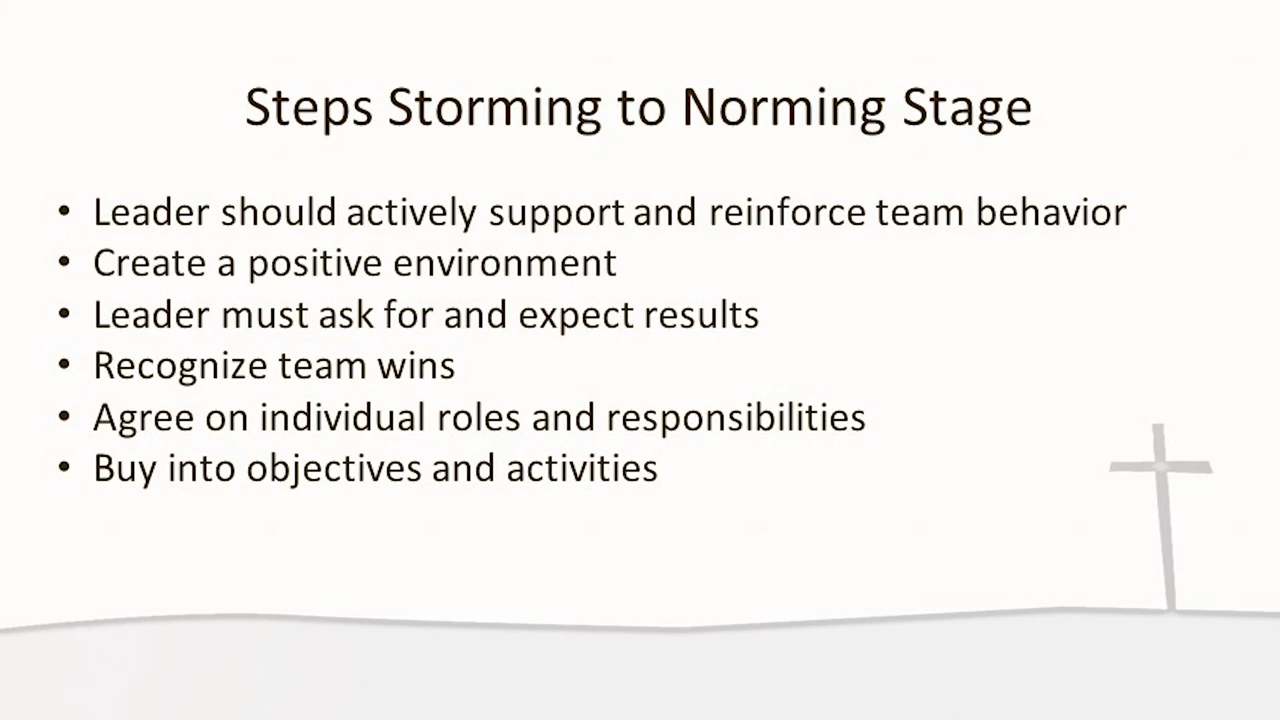 Steps Storming to Norming Stage
• Leader should actively support and reinforce team behavior
• Create a positive environment
• Leader must ask for and expect results
• Recognize team wins
• Agree on individual roles and responsibilities
• Buy into objectives and activities